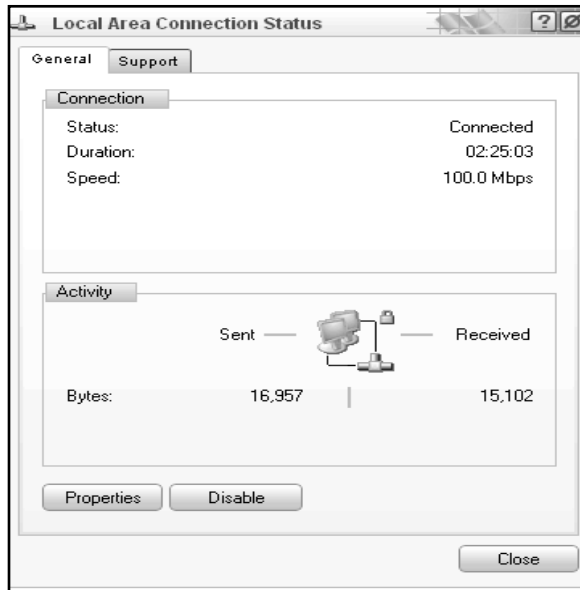 Local Area Connection Status
General Support
Connection
Status: Connected
Duration: 02:25:03
Speed: 100.0 Mbps
Activity
Sent Received
Bytes: 16,957 15,102
Properties Disable
Close